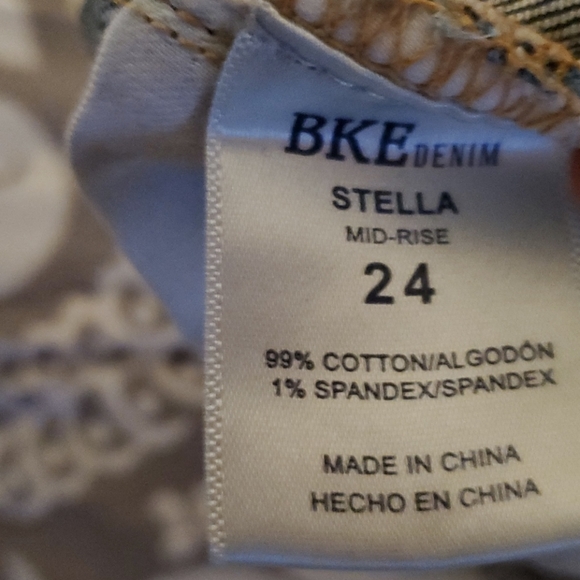 BKE DENIM
STELLA
MID-RISE
24
99% COTTON/ALGODÓN
1% SPANDEX/SPANDEX
MADE IN CHINA
HECHO EN CHINA